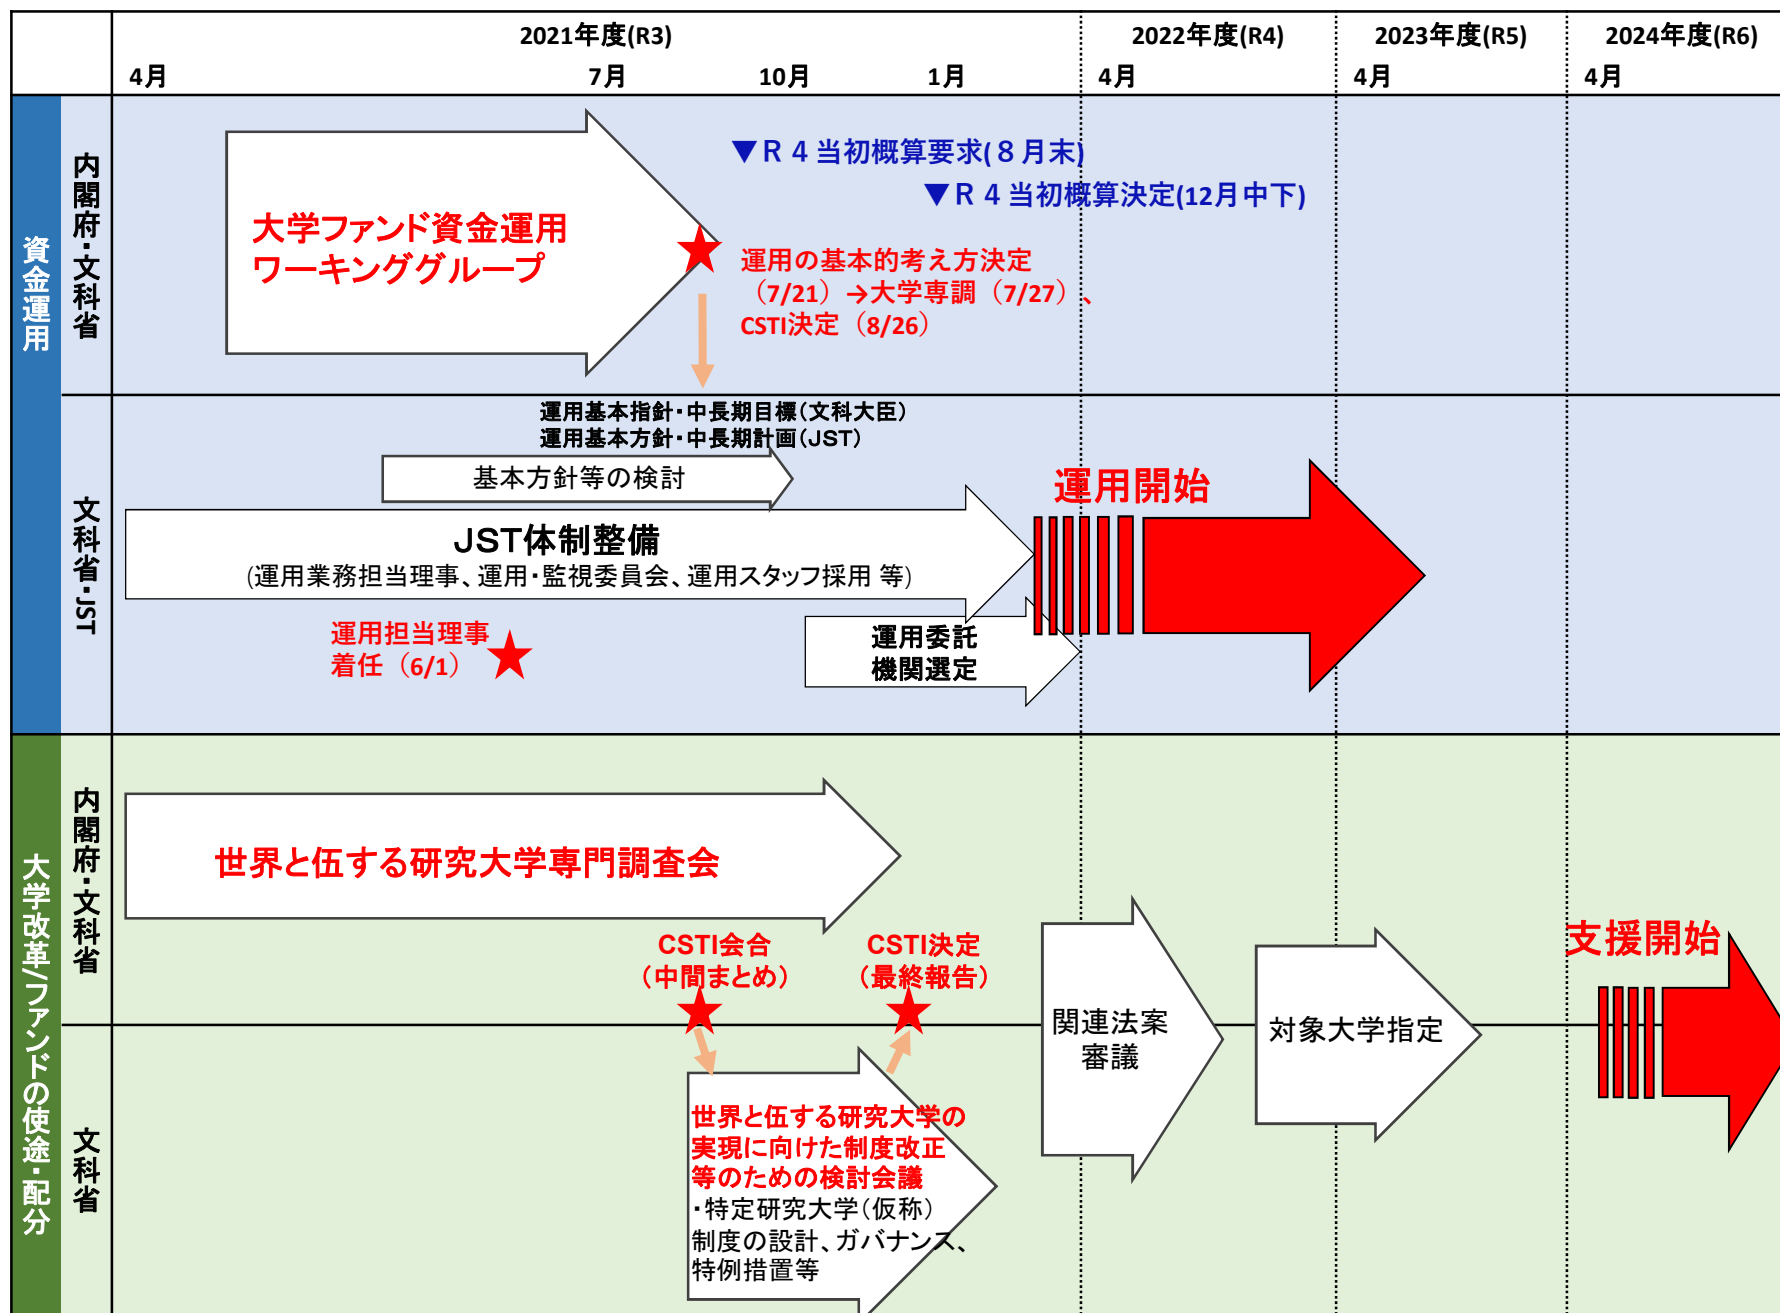 2021年度(R3)
2022年度(R4)
2023年度(R5)
2024年度(R6)
4月
7月
10月
1月
4月
4月
4月
資金運用
内閣府・文科省
大学ファンド資金運用
ワーキンググループ
▼R４当初概算要求(８月末)
▼R４当初概算決定(12月中下)
運用の基本的考え方決定
（7/21）→大学専調（7/27）、
CSTI決定（8/26）
文科省・JST
運用基本指針・中長期目標(文科大臣)
運用基本方針・中長期計画(JST)
基本方針等の検討
JST体制整備
(運用業務担当理事、運用・監視委員会、運用スタッフ採用 等)
運用担当理事
着任（6/1）
運用委託
機関選定
運用開始
大学改革/ファンドの使途・配分
内閣府・文科省
世界と伍する研究大学専門調査会
CSTI会合
(中間まとめ)
CSTI決定
(最終報告)
関連法案
審議
対象大学指定
支援開始
文科省
世界と伍する研究大学の
実現に向けた制度改正
等のための検討会議
・特定研究大学(仮称)
制度の設計、ガバナンス、
特例措置等